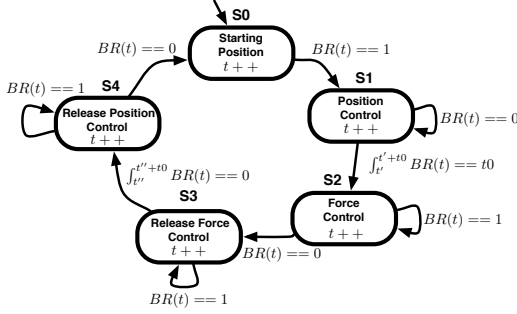 S0
Starting
Position
t + +
BR(t) == 0
BR(t) == 1
S4
BR(t) == 1
Release Position
Control
t + +
S1
Position
Control
t + +
BR(t) == 0
∫_{t''}^{t''+t0} BR(t) == 0
∫_{t'}^{t'+t0} BR(t) == t0
S3
Release Force
Control
t + +
S2
Force
Control
t + +
BR(t) == 1
BR(t) == 0
BR(t) == 1